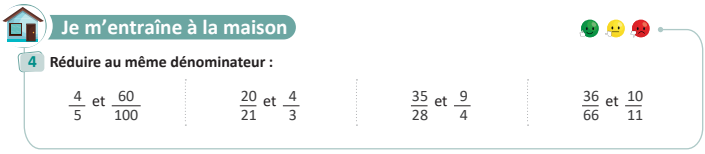 Je m'entraîne à la maison
4 Réduire au même dénominateur :
4/5 et 60/100 20/21 et 4/3 35/28 et 9/4 36/66 et 10/11